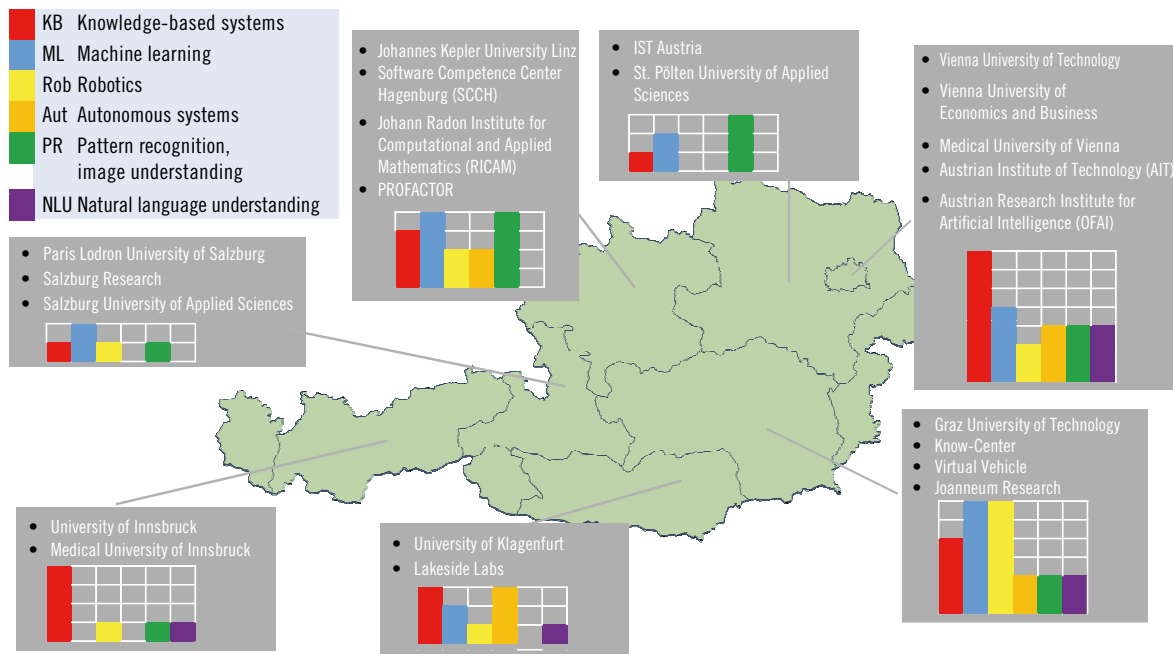 KB Knowledge-based systems
ML Machine learning
Rob Robotics
Aut Autonomous systems
PR Pattern recognition,
image understanding
NLU Natural language understanding
• Johannes Kepler University Linz
• Software Competence Center
Hagenburg (SCCH)
• Johann Radon Institute for
Computational and Applied
Mathematics (RICAM)
• PROFACTOR
• IST Austria
• St. Pölten University of Applied
Sciences
• Vienna University of Technology
• Vienna University of
Economics and Business
• Medical University of Vienna
• Austrian Institute of Technology (AIT)
• Austrian Research Institute for
Artificial Intelligence (OFAI)
• Paris Lodron University of Salzburg
• Salzburg Research
• Salzburg University of Applied Sciences
• Graz University of Technology
• Know-Center
• Virtual Vehicle
• Joanneum Research
• University of Innsbruck
• Medical University of Innsbruck
• University of Klagenfurt
• Lakeside Labs